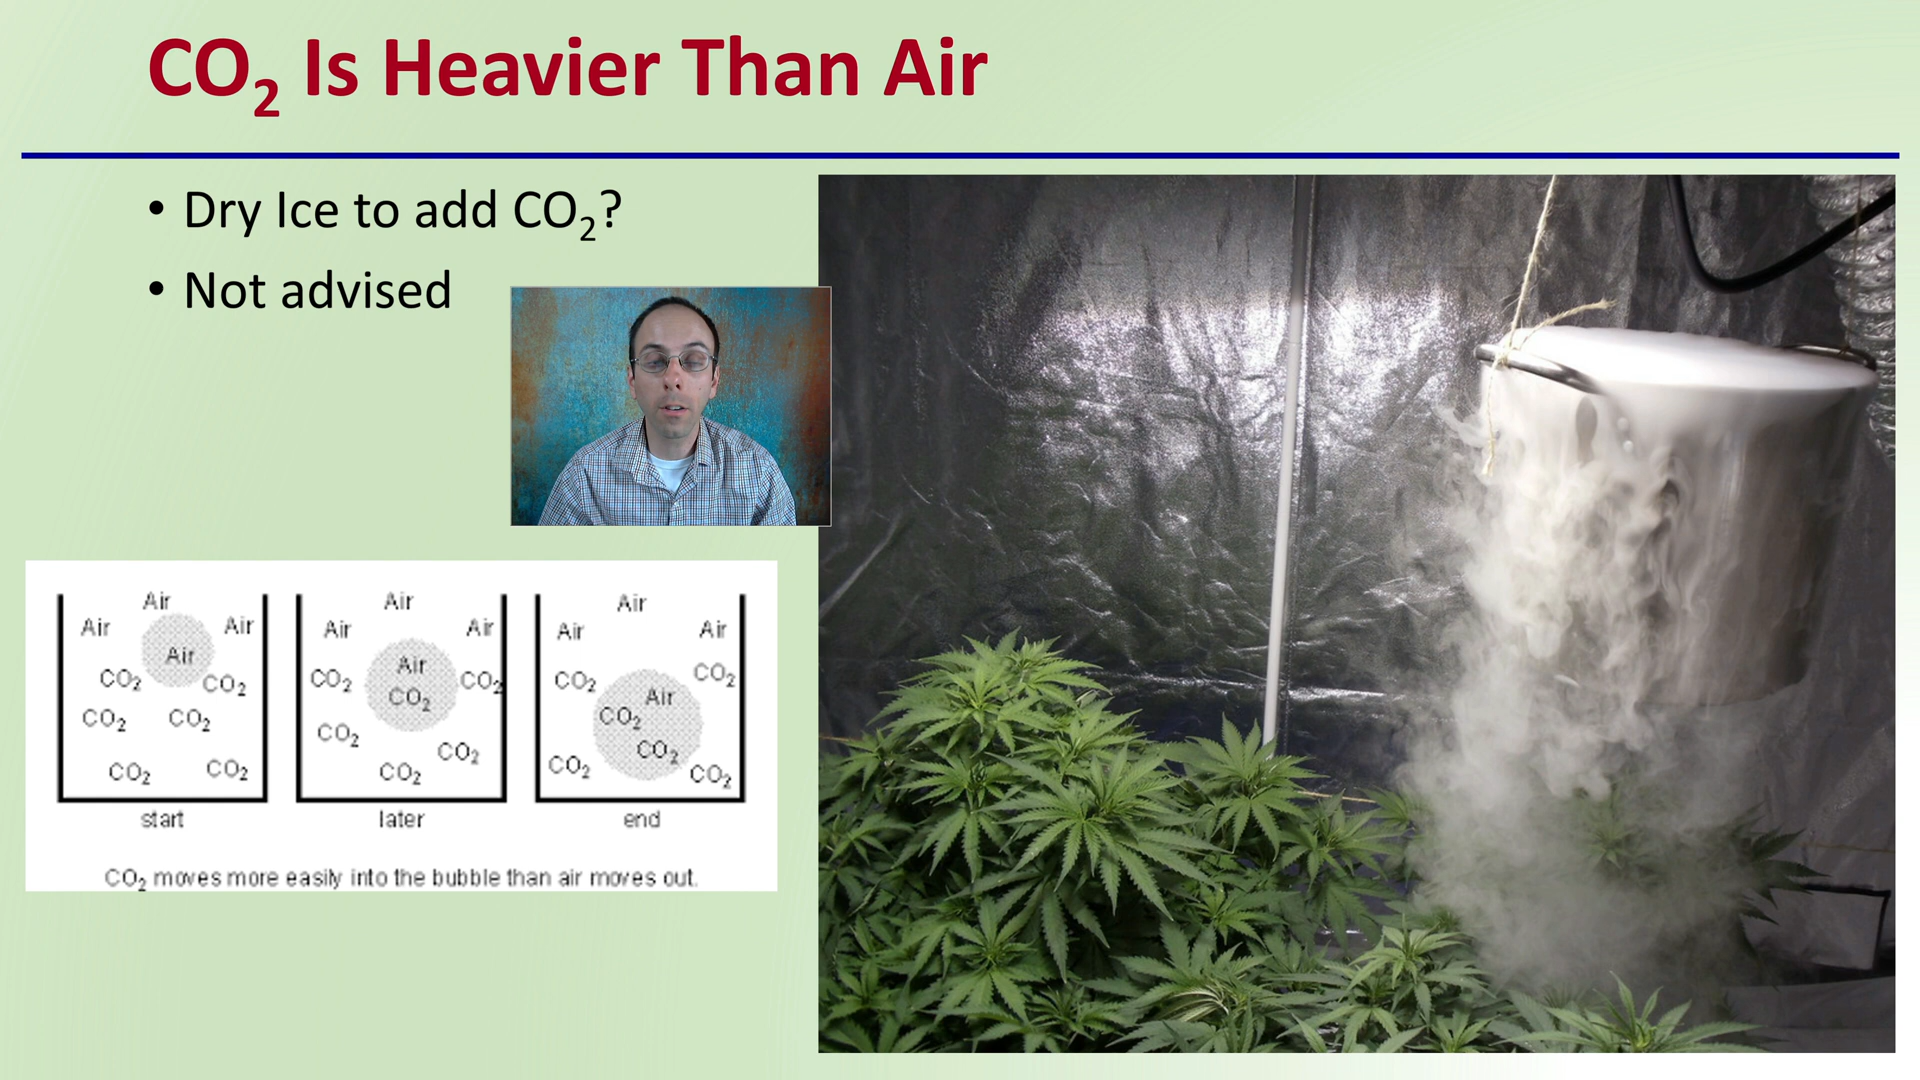 CO₂ Is Heavier Than Air
• Dry Ice to add CO₂?
• Not advised
Air
Air Air
Air
CO₂ CO₂
CO₂ CO₂
CO₂ CO₂
start
Air
Air Air
Air
CO₂ CO₂ CO₂
CO₂ CO₂
CO₂
later
Air
Air Air
CO₂ Air CO₂
CO₂
CO₂
CO₂ CO₂
end
CO₂ moves more easily into the bubble than air moves out.